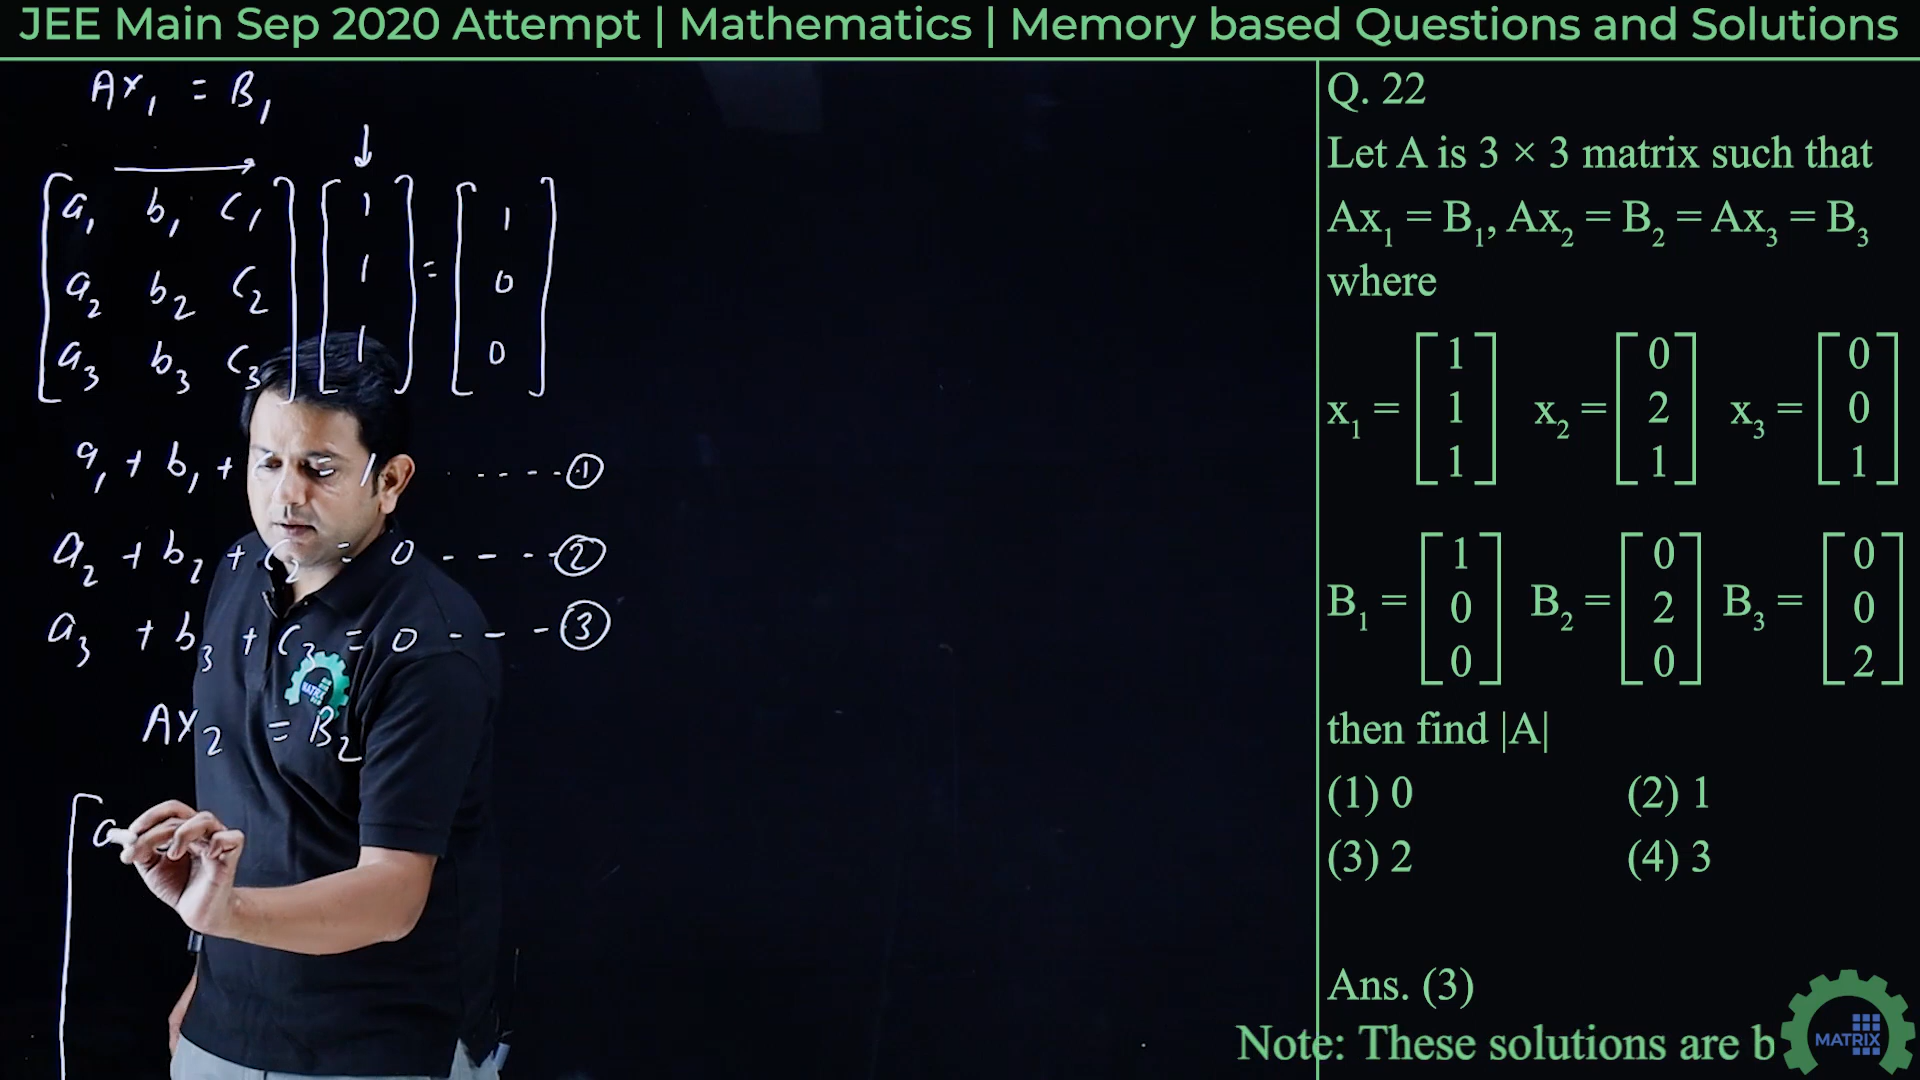 JEE Main Sep 2020 Attempt | Mathematics | Memory based Questions and Solutions
Ax₁ = B₁
[a₁ b₁ c₁] [1] = [1]
[a₂ b₂ c₂] [1] [0]
[a₃ b₃ c₃] [1] [0]
a₁ + b₁ + = 1 ------①
a₂ + b₂ + c₂ = 0 ----②
a₃ + b₃ + c₃ = 0 ---③
Ax₂ = B₂
MATRIX
Q. 22
Let A is 3 × 3 matrix such that
Ax₁ = B₁, Ax₂ = B₂ = Ax₃ = B₃
where
x₁ = [1 1 1] x₂ = [0 2 1] x₃ = [0 0 1]
B₁ = [1 0 0] B₂ = [0 2 0] B₃ = [0 0 2]
then find |A|
(1) 0 (2) 1
(3) 2 (4) 3
Ans. (3)
Note: These solutions are b
MATRIX